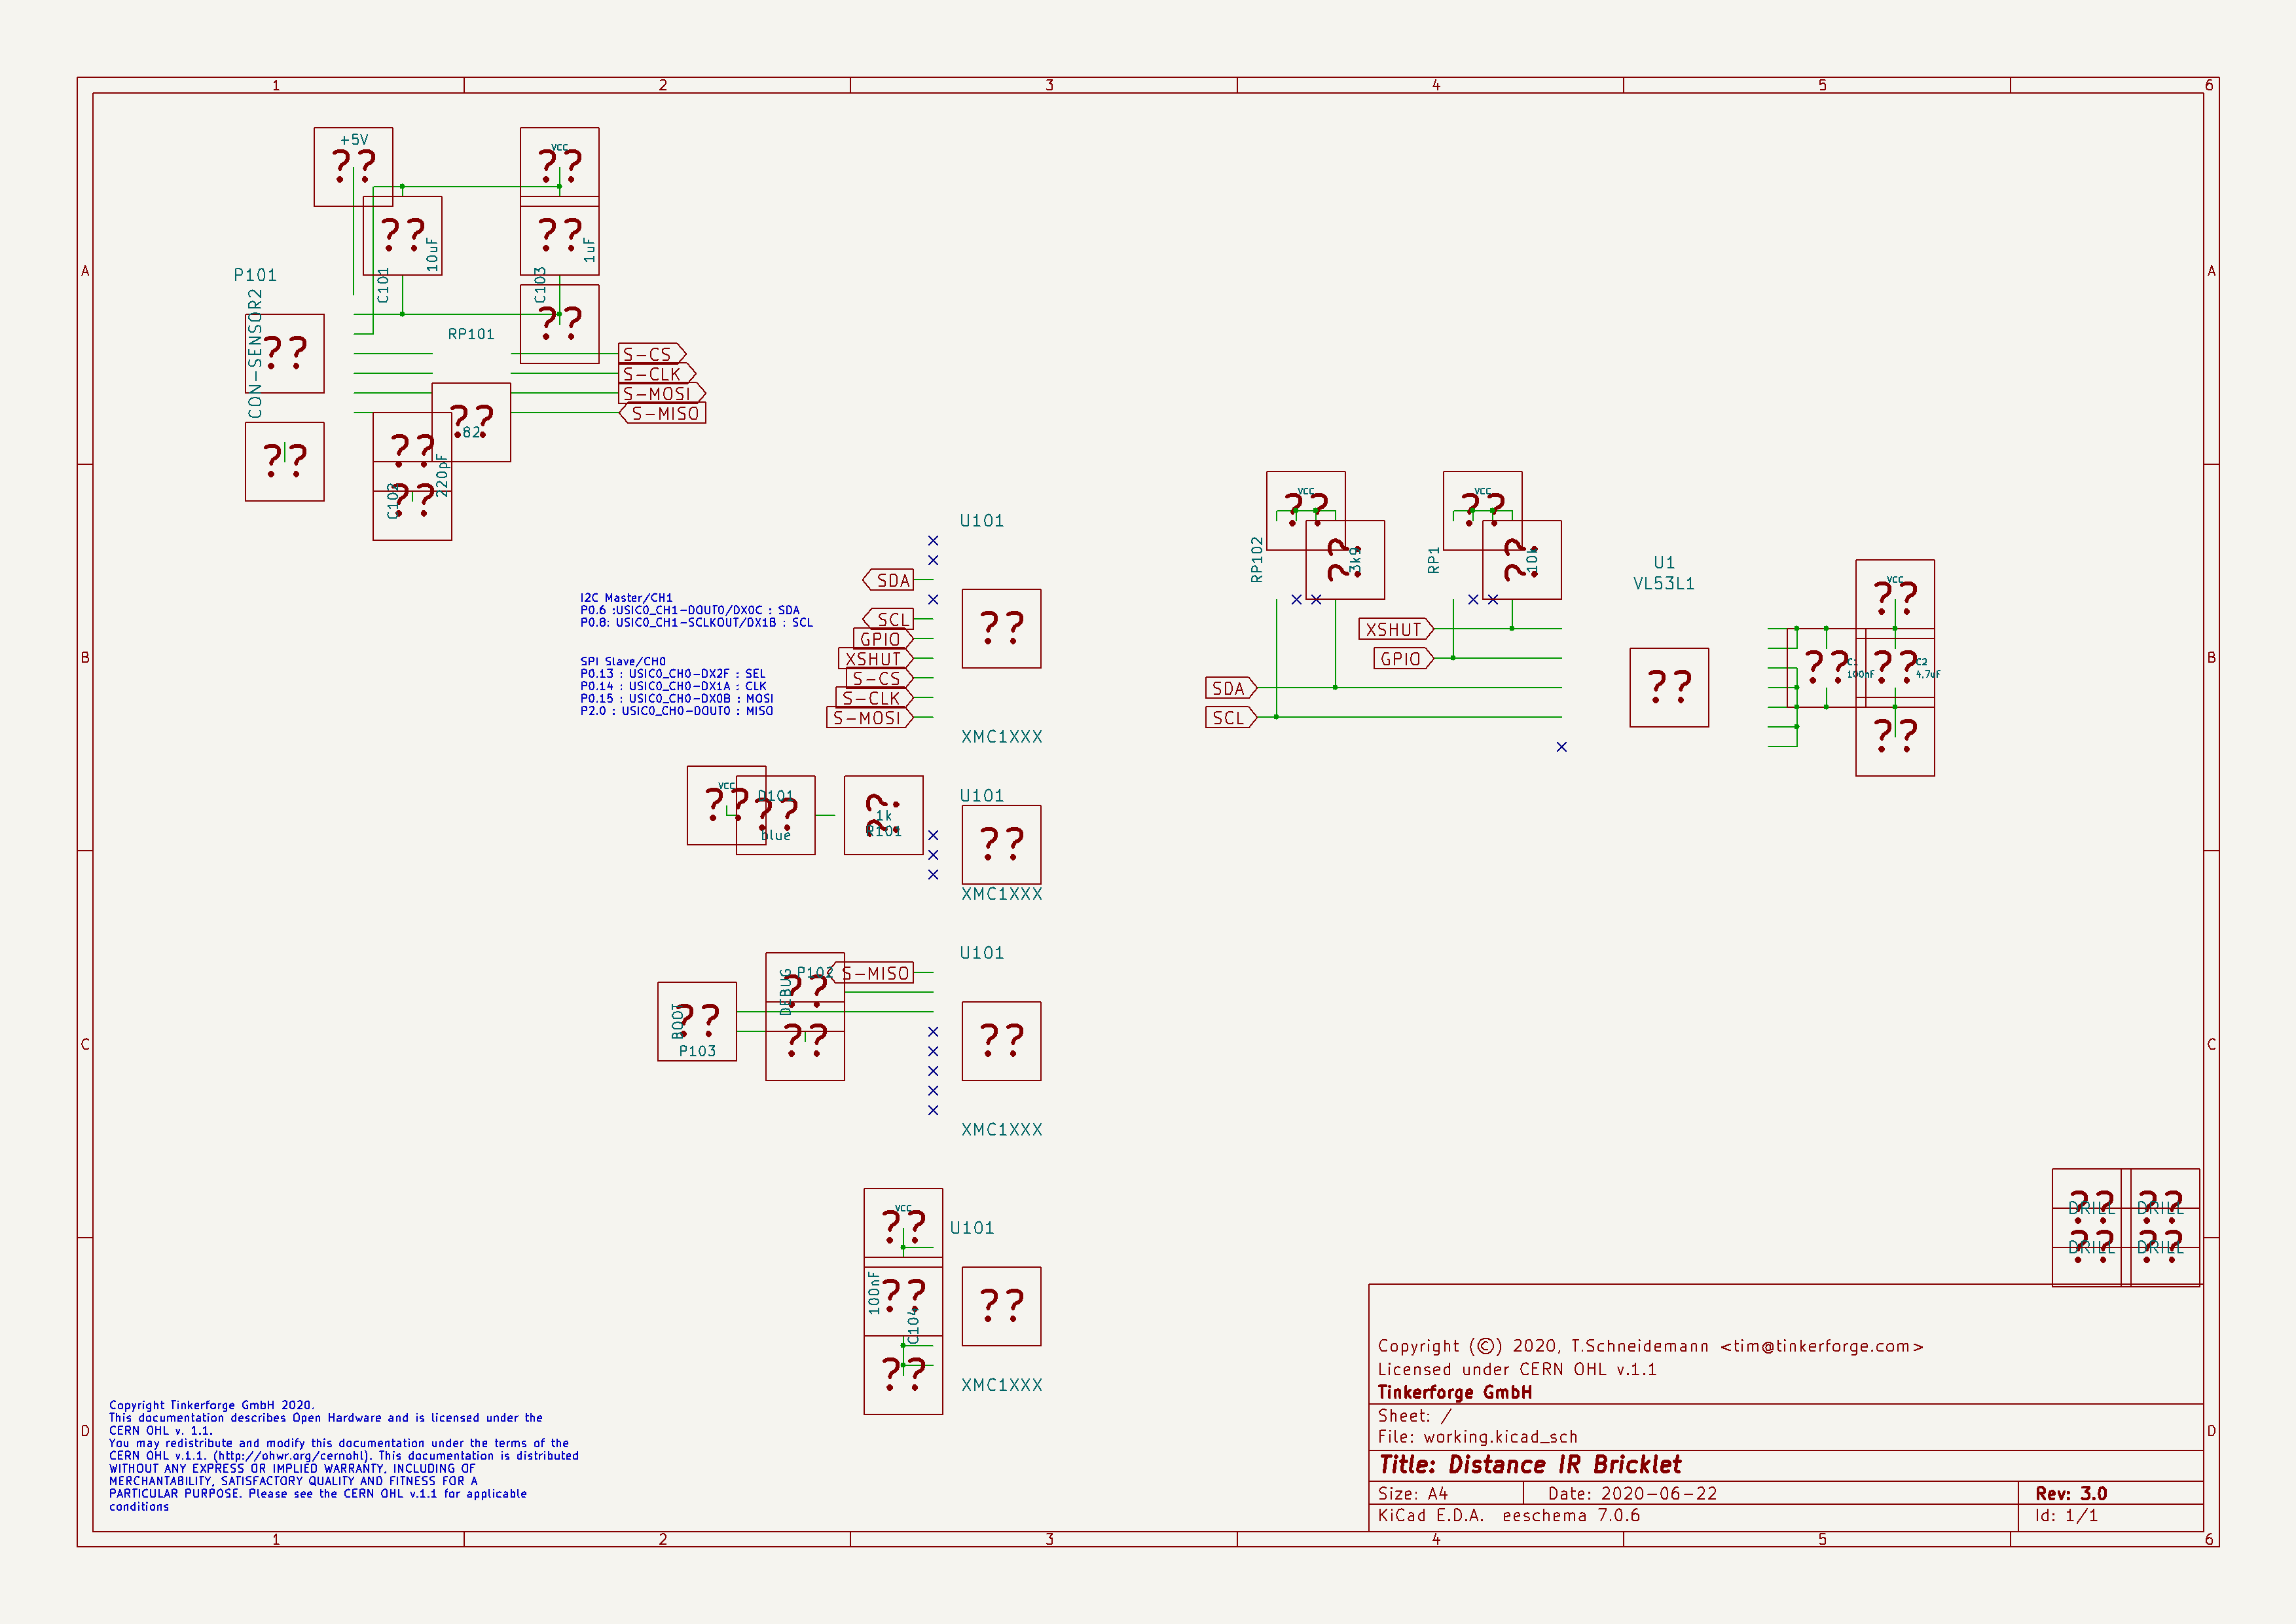 1 2 3 4 5 6
A A
B B
C C
D D
+5V
??
VCC
??
??
10uF
C101
??
1uF
C103
??
P101
CON-SENSOR2
??
??
RP101
??
82
??
220pF
C102
??
S-CS
S-CLK
S-MOSI
S-MISO
I2C Master/CH1
P0.6 :USIC0_CH1-DOUT0/DX0C : SDA
P0.8: USIC0_CH1-SCLKOUT/DX1B : SCL
SPI Slave/CH0
P0.13 : USIC0_CH0-DX2F : SEL
P0.14 : USIC0_CH0-DX1A : CLK
P0.15 : USIC0_CH0-DX0B : MOSI
P2.0 : USIC0_CH0-DOUT0 : MISO
U101
SDA
SCL
GPIO
XSHUT
S-CS
S-CLK
S-MOSI
??
XMC1XXX
VCC
??
D101
??
blue
??
1k
R101
U101
??
XMC1XXX
U101
P102
DEBUG
??
??
S-MISO
BOOT
??
P103
??
XMC1XXX
VCC
??
U101
100nF
??
C104
??
??
XMC1XXX
VCC
??
RP102
??
3k9
VCC
??
RP1
??
10k
XSHUT
GPIO
SDA
SCL
U1
VL53L1
??
VCC
??
??
C1
100nF
??
C2
4.7uF
??
??
DRILL
??
DRILL
??
DRILL
??
DRILL
Copyright Tinkerforge GmbH 2020.
This documentation describes Open Hardware and is licensed under the
CERN OHL v. 1.1.
You may redistribute and modify this documentation under the terms of the
CERN OHL v.1.1. (http://ohwr.org/cernohl). This documentation is distributed
WITHOUT ANY EXPRESS OR IMPLIED WARRANTY, INCLUDING OF
MERCHANTABILITY, SATISFACTORY QUALITY AND FITNESS FOR A
PARTICULAR PURPOSE. Please see the CERN OHL v.1.1 for applicable
conditions
Copyright (©) 2020, T.Schneidemann <tim@tinkerforge.com>
Licensed under CERN OHL v.1.1
Tinkerforge GmbH
Sheet: /
File: working.kicad_sch
Title: Distance IR Bricklet
Size: A4 Date: 2020-06-22 Rev: 3.0
KiCad E.D.A. eeschema 7.0.6 Id: 1/1
1 2 3 4 5 6